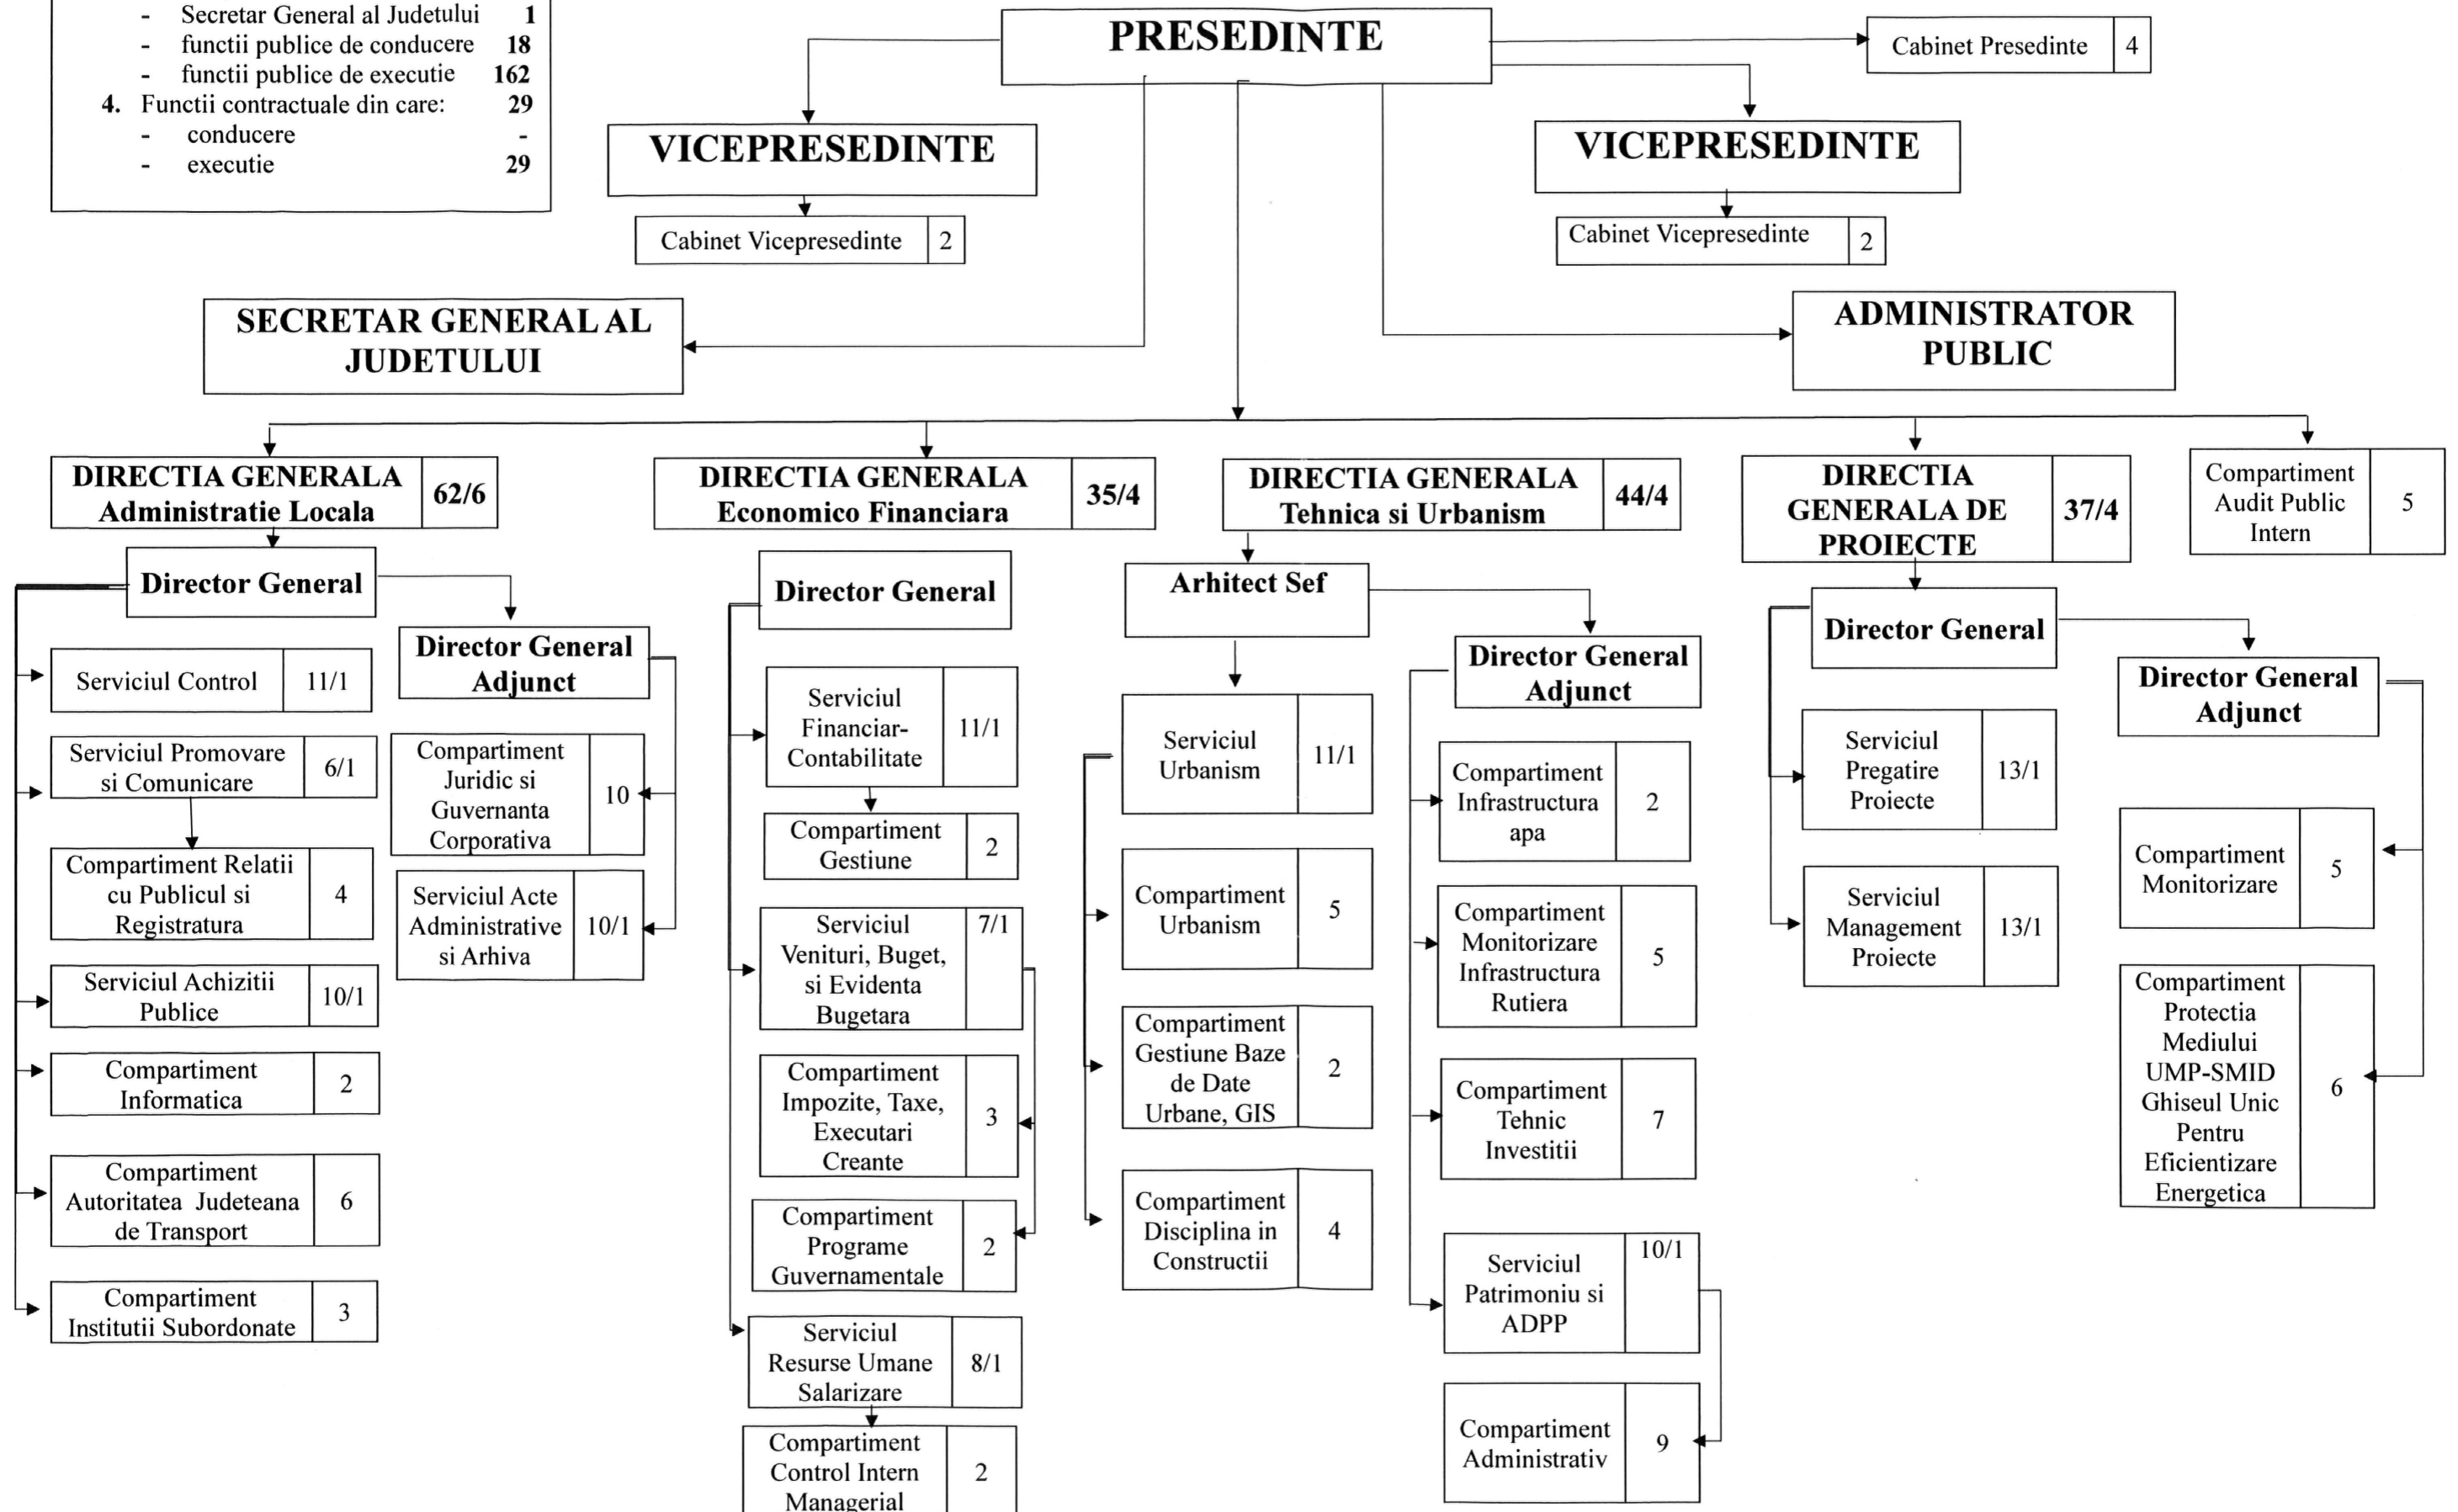 - Secretar General al Judetului 1
- functii publice de conducere 18
- functii publice de executie 162
4. Functii contractuale din care: 29
- conducere -
- executie 29
PRESEDINTE
Cabinet Presedinte 4
VICEPRESEDINTE
Cabinet Vicepresedinte 2
VICEPRESEDINTE
Cabinet Vicepresedinte 2
SECRETAR GENERAL AL
JUDETULUI
ADMINISTRATOR
PUBLIC
DIRECTIA GENERALA
Administratie Locala
62/6
Director General
Serviciul Control 11/1
Serviciul Promovare
si Comunicare
6/1
Compartiment Relatii
cu Publicul si
Registratura
4
Serviciul Achizitii
Publice
10/1
Compartiment
Informatica
2
Compartiment
Autoritatea Judeteana
de Transport
6
Compartiment
Institutii Subordonate
3
Director General
Adjunct
Compartiment
Juridic si
Guvernanta
Corporativa
10
Serviciul Acte
Administrative
si Arhiva
10/1
DIRECTIA GENERALA
Economico Financiara
35/4
Director General
Serviciul
Financiar-
Contabilitate
11/1
Compartiment
Gestiune
2
Serviciul
Venituri, Buget,
si Evidenta
Bugetara
7/1
Compartiment
Impozite, Taxe,
Executari
Creante
3
Compartiment
Programe
Guvernamentale
2
Serviciul
Resurse Umane
Salarizare
8/1
Compartiment
Control Intern
Managerial
2
DIRECTIA GENERALA
Tehnica si Urbanism
44/4
Arhitect Sef
Serviciul
Urbanism
11/1
Compartiment
Urbanism
5
Compartiment
Gestiune Baze
de Date
Urbane, GIS
2
Compartiment
Disciplina in
Constructii
4
Director General
Adjunct
Compartiment
Infrastructura
apa
2
Compartiment
Monitorizare
Infrastructura
Rutiera
5
Compartiment
Tehnic
Investitii
7
Serviciul
Patrimoniu si
ADPP
10/1
Compartiment
Administrativ
9
DIRECTIA
GENERALA DE
PROIECTE
37/4
Director General
Serviciul
Pregatire
Proiecte
13/1
Serviciul
Management
Proiecte
13/1
Director General
Adjunct
Compartiment
Monitorizare
5
Compartiment
Protectia
Mediului
UMP-SMID
Ghiseul Unic
Pentru
Eficientizare
Energetica
6
Compartiment
Audit Public
Intern
5